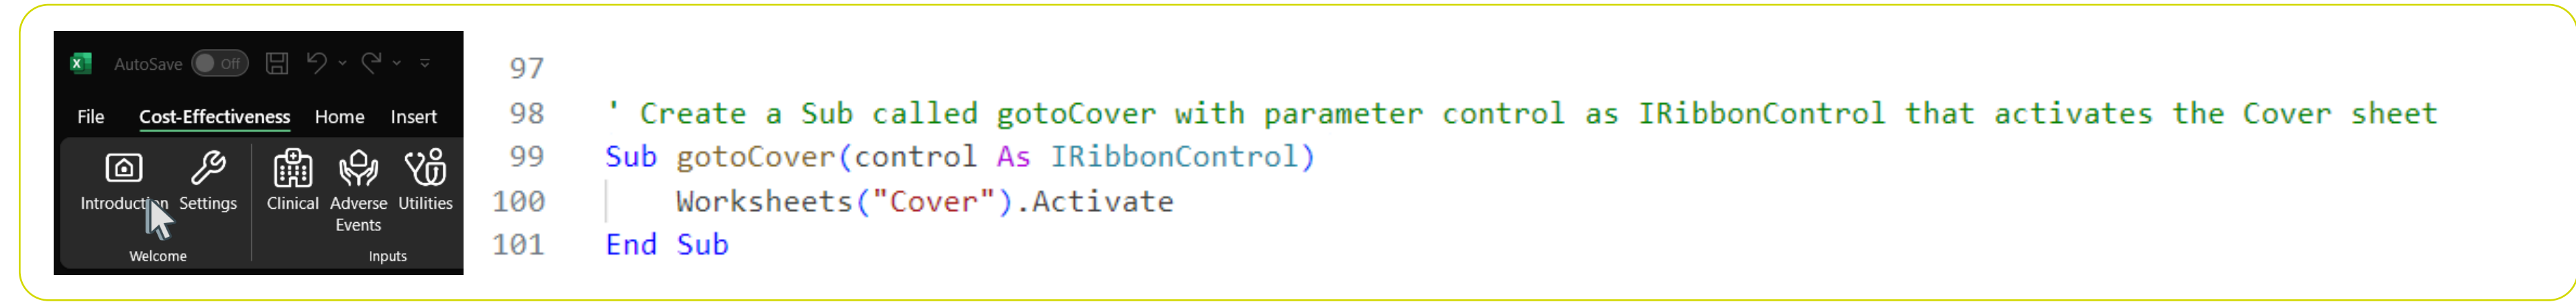 AutoSave Off
File Cost-Effectiveness Home Insert
Introduction Settings Clinical Adverse Events Utilities
Welcome Inputs
97
98 ' Create a Sub called gotoCover with parameter control as IRibbonControl that activates the Cover sheet
99 Sub gotoCover(control As IRibbonControl)
100 Worksheets("Cover").Activate
101 End Sub